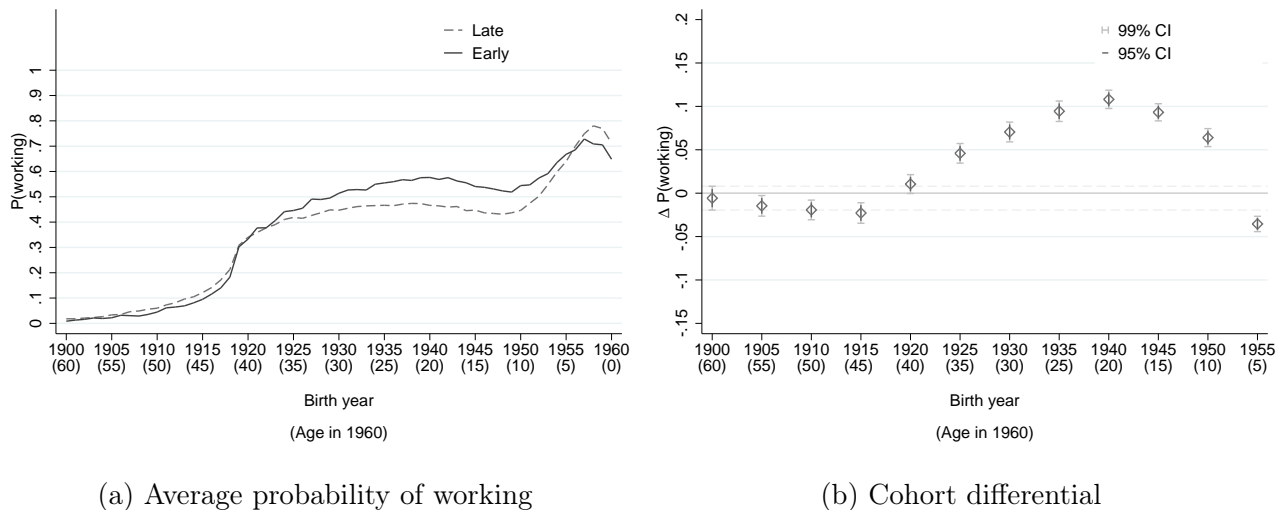 Late
Early
P(working)
1
.9
.8
.7
.6
.5
.4
.3
.2
.1
0
1900 1905 1910 1915 1920 1925 1930 1935 1940 1945 1950 1955 1960
(60) (55) (50) (45) (40) (35) (30) (25) (20) (15) (10) (5) (0)
Birth year
(Age in 1960)
(a) Average probability of working
99% CI
95% CI
Δ P(working)
.2
.15
.1
.05
0
-.05
-.1
-.15
1900 1905 1910 1915 1920 1925 1930 1935 1940 1945 1950 1955
(60) (55) (50) (45) (40) (35) (30) (25) (20) (15) (10) (5)
Birth year
(Age in 1960)
(b) Cohort differential